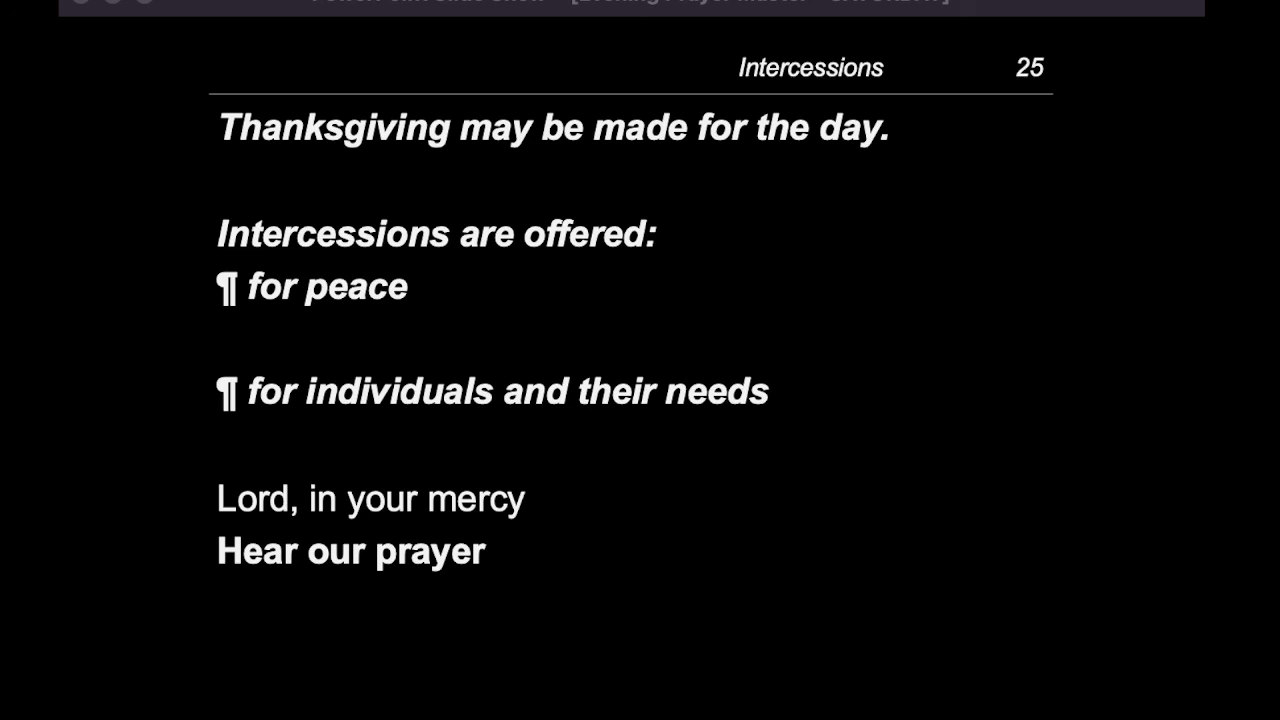 Intercessions 25
Thanksgiving may be made for the day.
Intercessions are offered:
¶ for peace
¶ for individuals and their needs
Lord, in your mercy
Hear our prayer